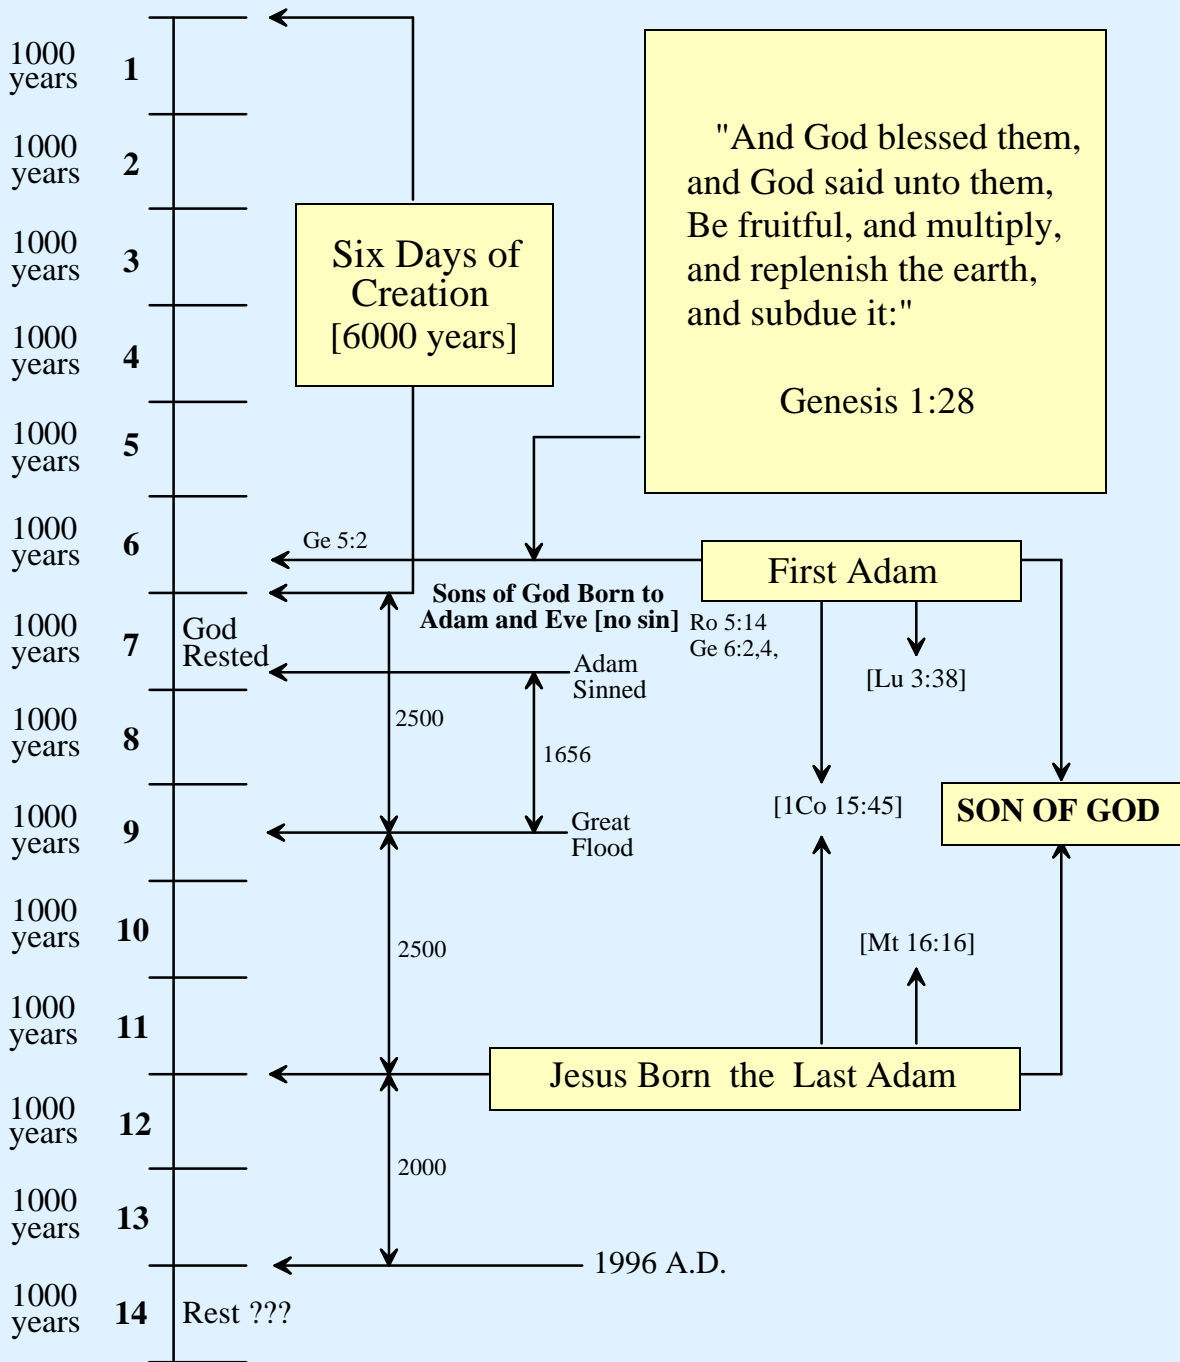 1000
years
1
1000
years
2
1000
years
3
1000
years
4
1000
years
5
1000
years
6
1000
years
7
God
Rested
1000
years
8
1000
years
9
1000
years
10
1000
years
11
1000
years
12
1000
years
13
1000
years
14
Rest ???
Six Days of
Creation
[6000 years]
"And God blessed them,
and God said unto them,
Be fruitful, and multiply,
and replenish the earth,
and subdue it:"
Genesis 1:28
Ge 5:2
First Adam
Sons of God Born to
Adam and Eve [no sin]
Ro 5:14
Ge 6:2,4,
[Lu 3:38]
Adam
Sinned
2500
1656
[1Co 15:45]
SON OF GOD
Great
Flood
2500
[Mt 16:16]
Jesus Born the Last Adam
2000
1996 A.D.